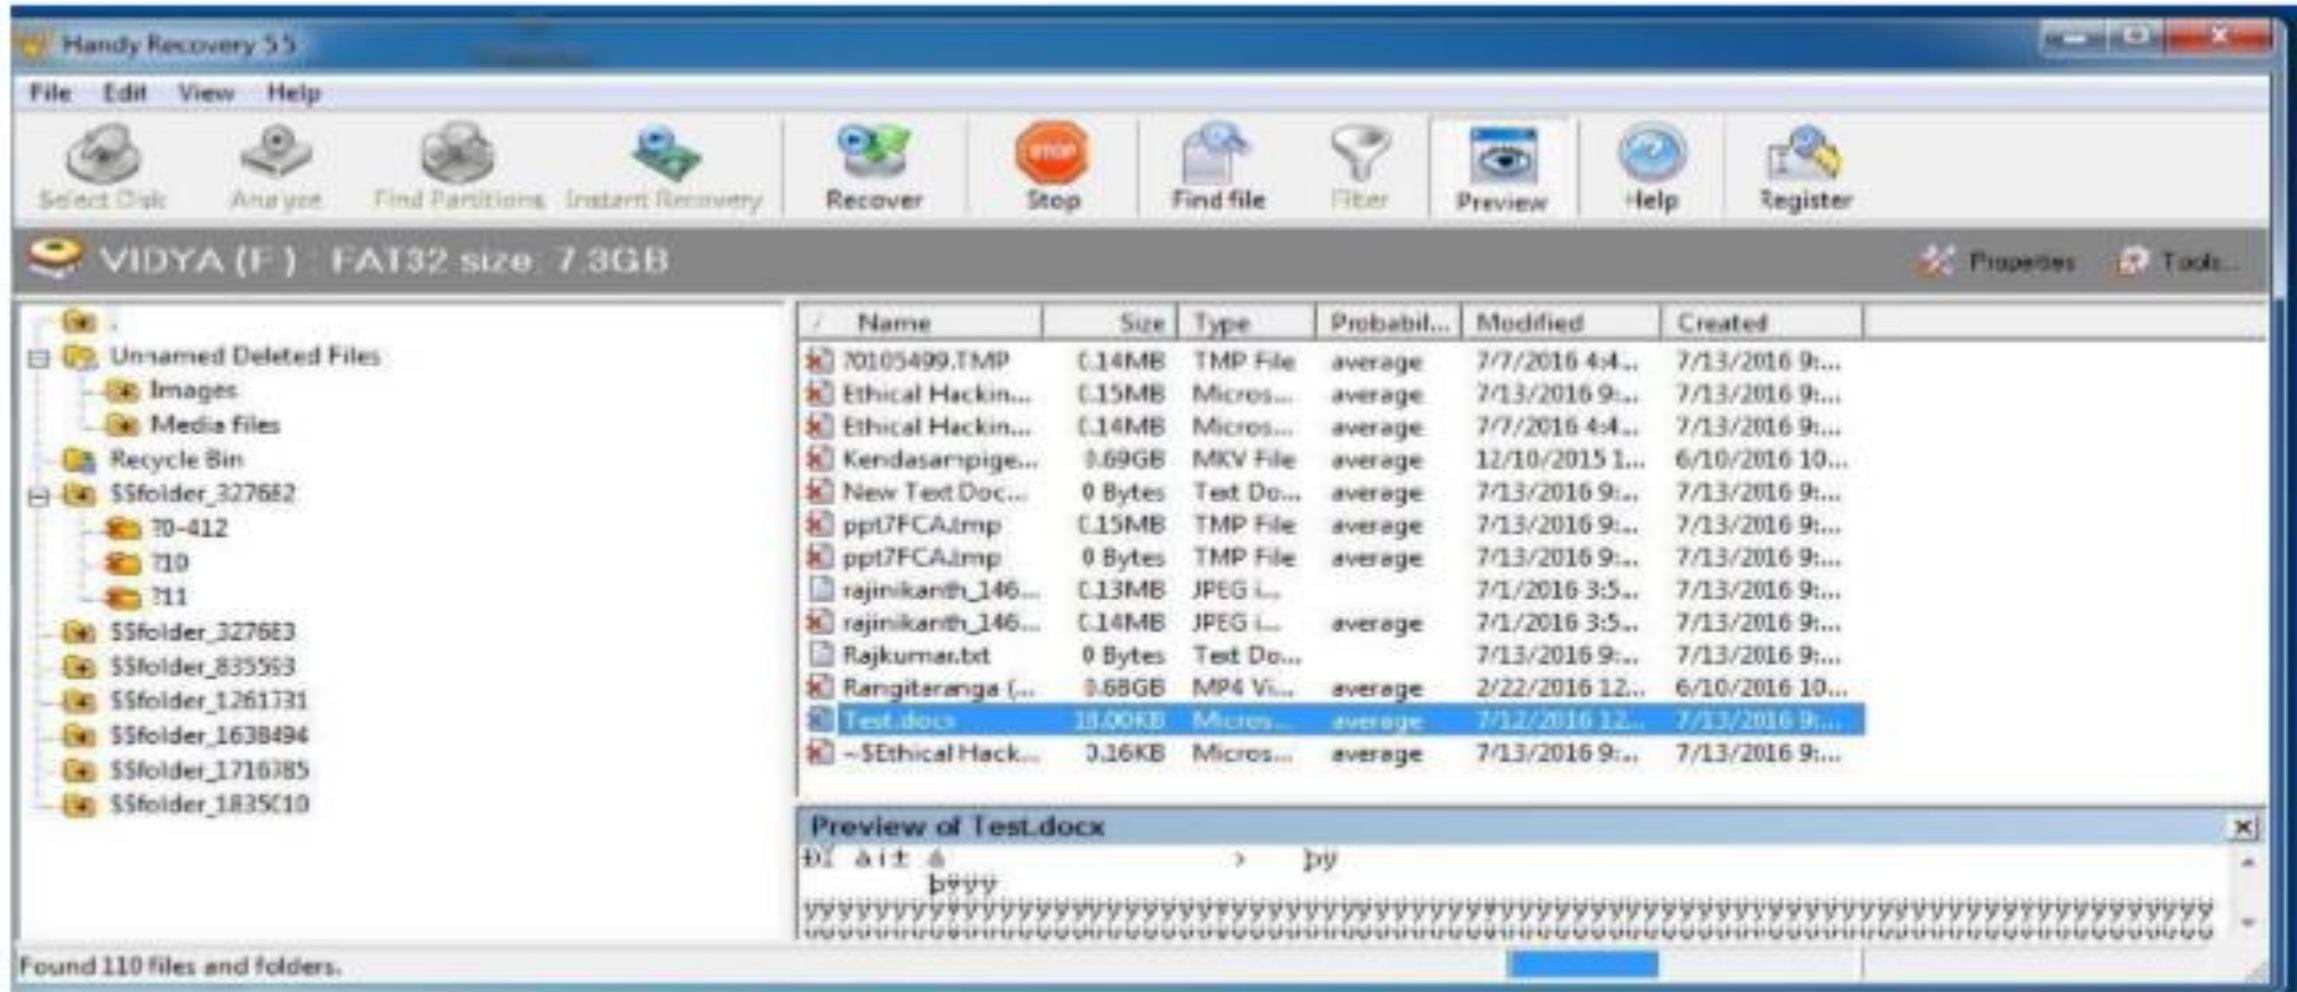 Handy Recovery 5.5
File Edit View Help
Select Disk Analyze Find Partitions Instant Recovery Recover Stop Find file Filter Preview Help Register
STOP
VIDYA (F ) : FAT32 size: 7.3GB Properties Tools...
.
Unnamed Deleted Files
Images
Media files
Recycle Bin
$$folder_327682
?0-412
?10
?11
$$folder_327683
$$folder_835593
$$folder_1261731
$$folder_1638494
$$folder_1716785
$$folder_1835010
/ Name Size Type Probabil... Modified Created
?0105499.TMP 0.14MB TMP File average 7/7/2016 4:4... 7/13/2016 9:...
Ethical Hackin... 0.15MB Micros... average 7/13/2016 9:... 7/13/2016 9:...
Ethical Hackin... 0.14MB Micros... average 7/7/2016 4:4... 7/13/2016 9:...
Kendasampige... 0.69GB MKV File average 12/10/2015 1... 6/10/2016 10...
New Text Doc... 0 Bytes Text Do... average 7/13/2016 9:... 7/13/2016 9:...
ppt7FCA.tmp 0.15MB TMP File average 7/13/2016 9:... 7/13/2016 9:...
ppt7FCA.tmp 0 Bytes TMP File average 7/13/2016 9:... 7/13/2016 9:...
rajinikanth_146... 0.13MB JPEG i... 7/1/2016 3:5... 7/13/2016 9:...
rajinikanth_146... 0.14MB JPEG i... average 7/1/2016 3:5... 7/13/2016 9:...
Rajkumar.txt 0 Bytes Text Do... 7/13/2016 9:... 7/13/2016 9:...
Rangitaranga (... 0.68GB MP4 Vi... average 2/22/2016 12... 6/10/2016 10...
Test.docx 18.00KB Micros... average 7/12/2016 12... 7/13/2016 9:...
~$Ethical Hack... 0.16KB Micros... average 7/13/2016 9:... 7/13/2016 9:...
Preview of Test.docx
ÐÏ à¡± á > þÿ
þÿÿÿ
Found 110 files and folders.